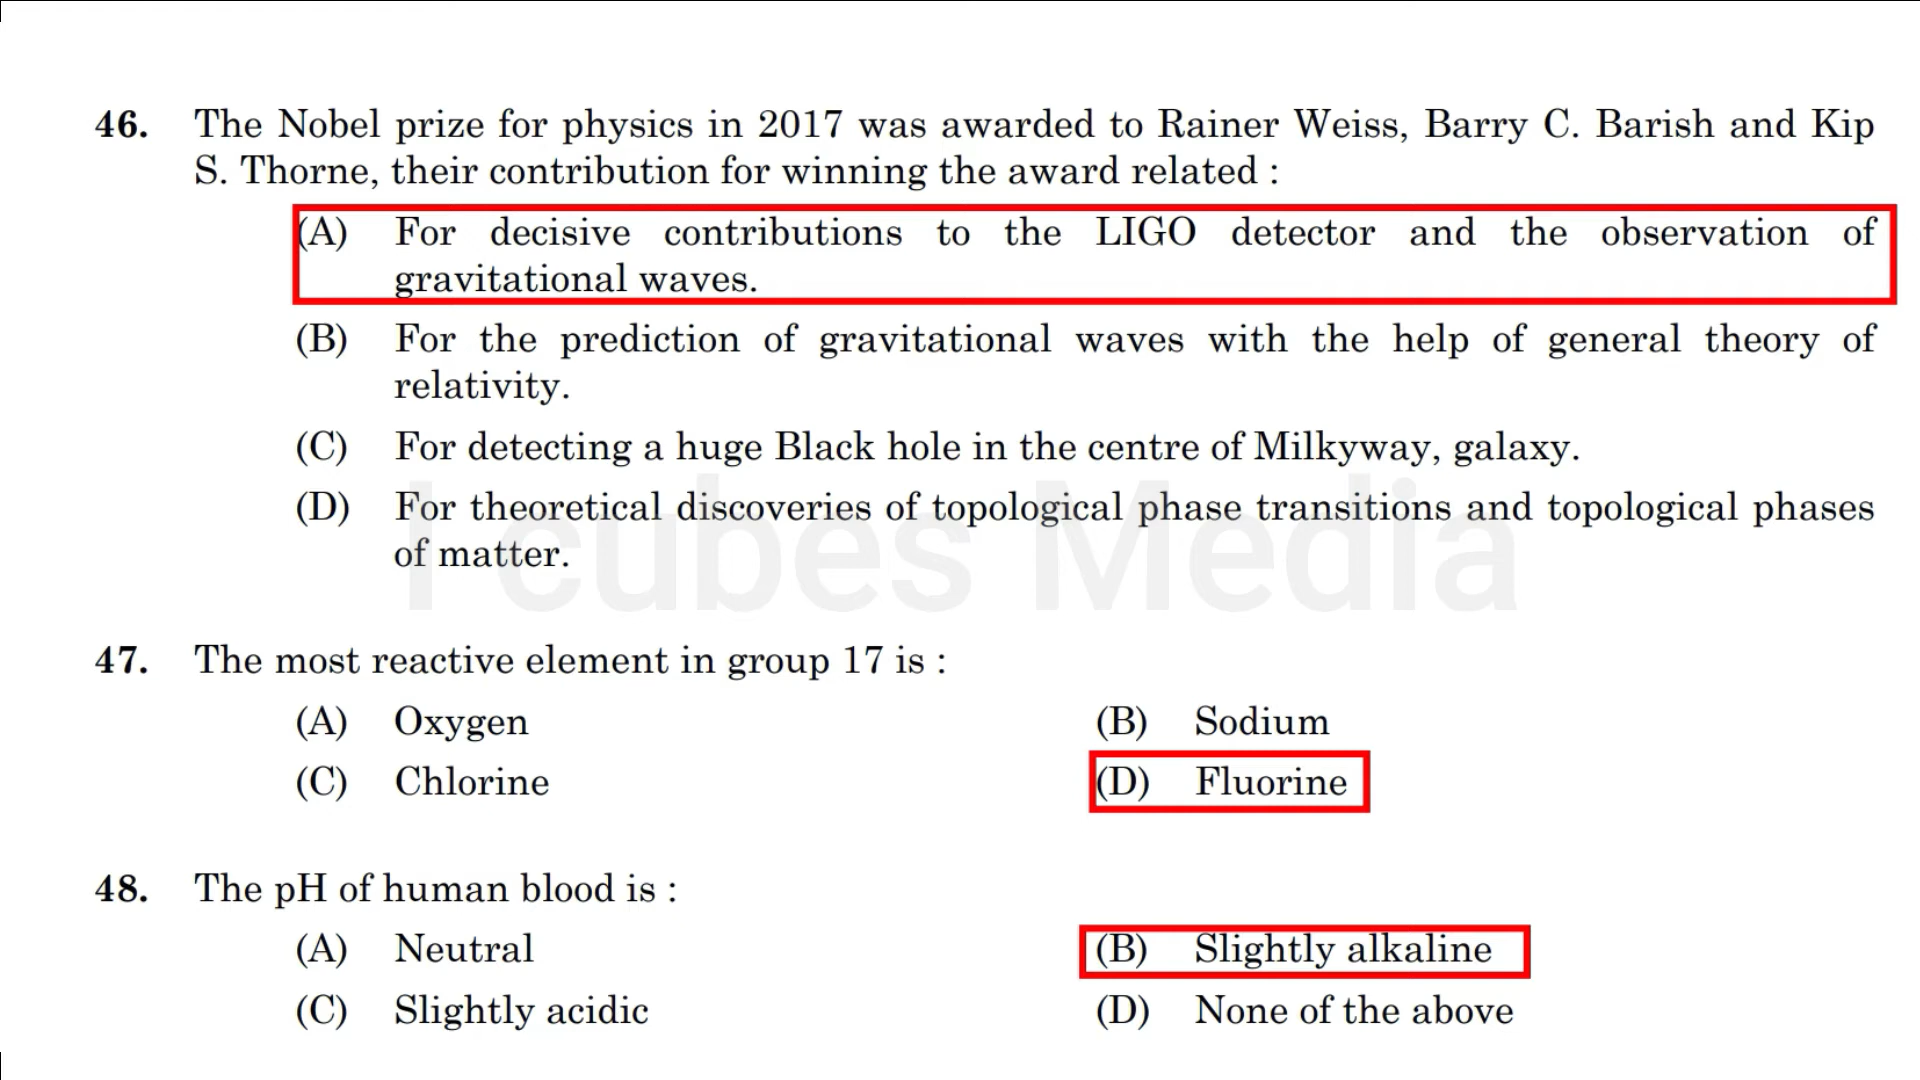 46. The Nobel prize for physics in 2017 was awarded to Rainer Weiss, Barry C. Barish and Kip
S. Thorne, their contribution for winning the award related :
(A) For decisive contributions to the LIGO detector and the observation of
gravitational waves.
(B) For the prediction of gravitational waves with the help of general theory of
relativity.
(C) For detecting a huge Black hole in the centre of Milkyway, galaxy.
(D) For theoretical discoveries of topological phase transitions and topological phases
of matter.
I cubes Media
47. The most reactive element in group 17 is :
(A) Oxygen (B) Sodium
(C) Chlorine (D) Fluorine
48. The pH of human blood is :
(A) Neutral (B) Slightly alkaline
(C) Slightly acidic (D) None of the above